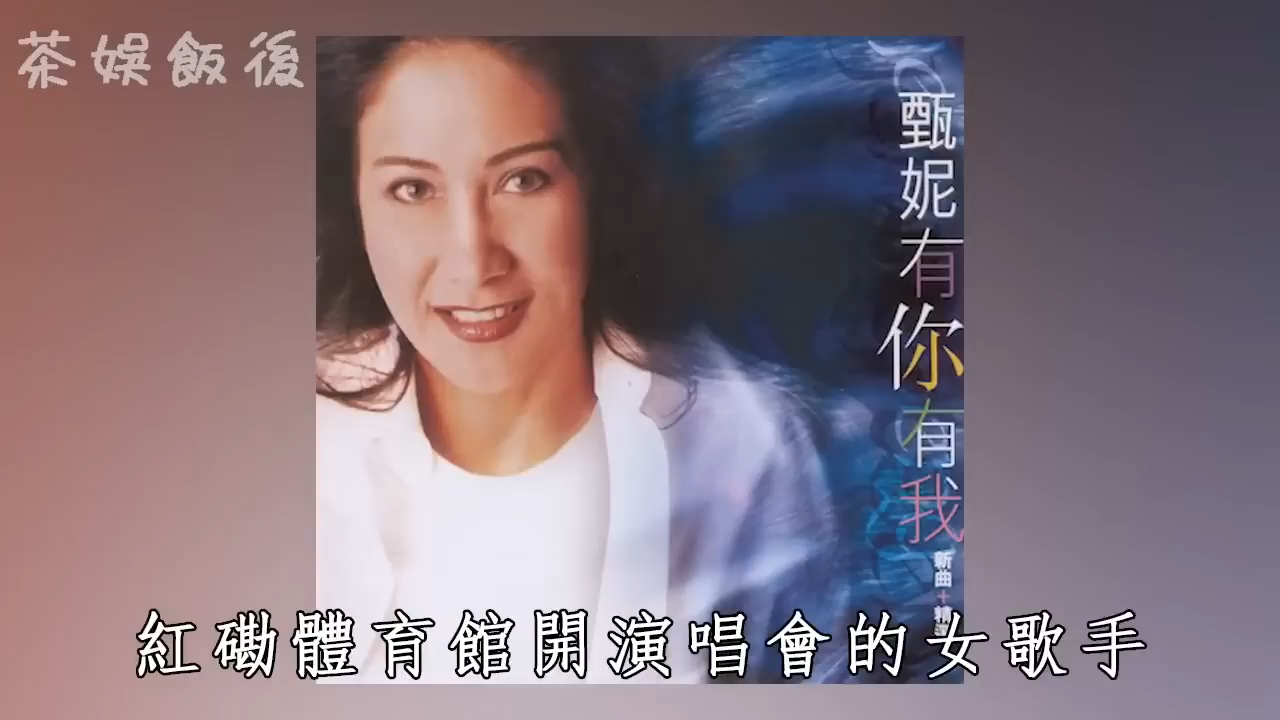 茶娛飯後
甄妮有你有我
新曲+精
紅磡體育館開演唱會的女歌手